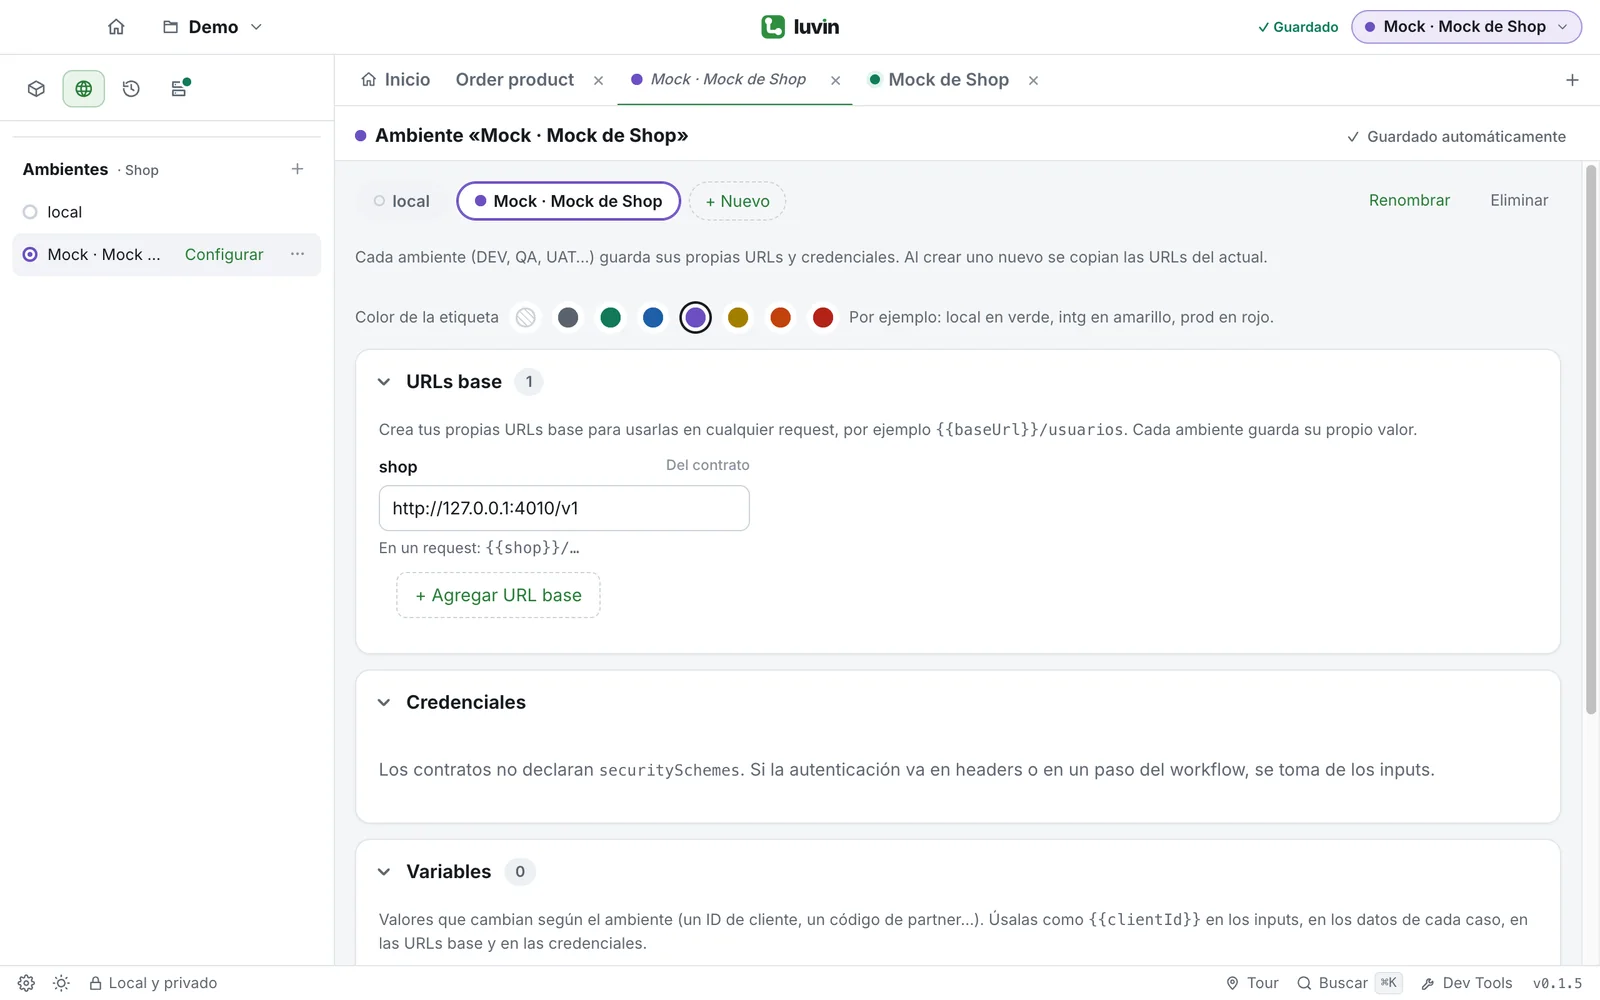 Demo
luvin
Guardado
Mock · Mock de Shop
Inicio
Order product
Mock · Mock de Shop
Mock de Shop
Ambiente «Mock · Mock de Shop»
Guardado automáticamente
Ambientes · Shop
local
Mock · Mock ...
Configurar
local
Mock · Mock de Shop
+ Nuevo
Renombrar
Eliminar
Cada ambiente (DEV, QA, UAT...) guarda sus propias URLs y credenciales. Al crear uno nuevo se copian las URLs del actual.
Color de la etiqueta
Por ejemplo: local en verde, intg en amarillo, prod en rojo.
URLs base 1
Crea tus propias URLs base para usarlas en cualquier request, por ejemplo {{baseUrl}}/usuarios. Cada ambiente guarda su propio valor.
shop
Del contrato
http://127.0.0.1:4010/v1
En un request: {{shop}}/…
+ Agregar URL base
Credenciales
Los contratos no declaran securitySchemes. Si la autenticación va en headers o en un paso del workflow, se toma de los inputs.
Variables 0
Valores que cambian según el ambiente (un ID de cliente, un código de partner...). Úsalas como {{clientId}} en los inputs, en los datos de cada caso, en
las URLs base y en las credenciales.
Local y privado
Tour
Buscar ⌘K
Dev Tools
v0.1.5